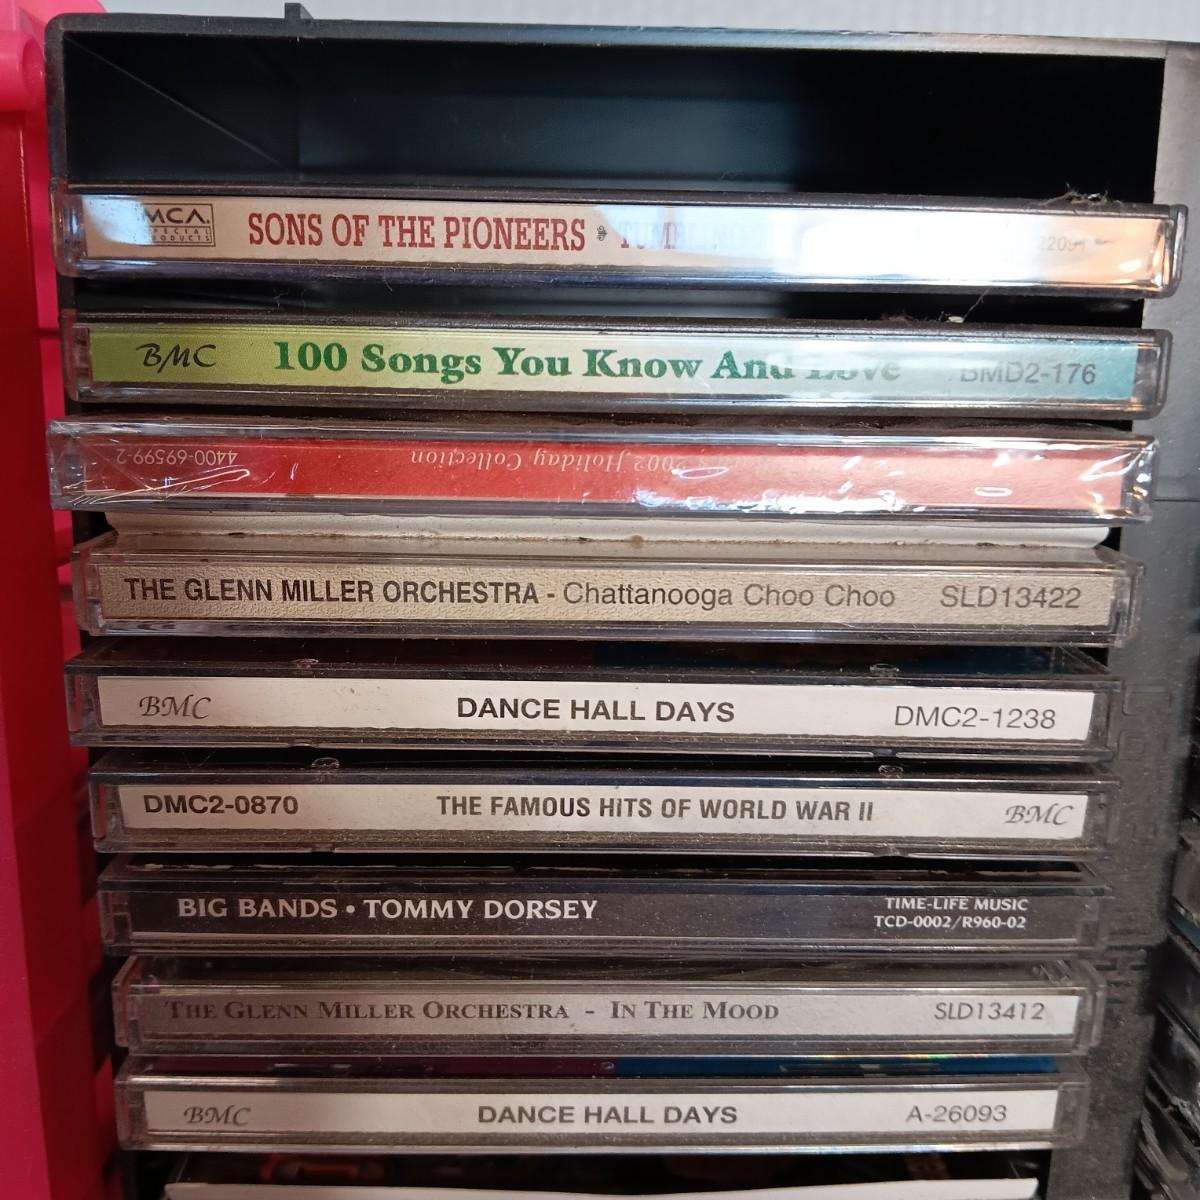 MCA.
SPECIAL
PRODUCTS
SONS OF THE PIONEERS
BMC 100 Songs You Know And Love BMD2-176
4400-69599-2 2002 Holiday Collection
THE GLENN MILLER ORCHESTRA - Chattanooga Choo Choo SLD13422
BMC DANCE HALL DAYS DMC2-1238
DMC2-0870 THE FAMOUS HITS OF WORLD WAR II BMC
BIG BANDS • TOMMY DORSEY
TIME-LIFE MUSIC
TCD-0002/R960-02
THE GLENN MILLER ORCHESTRA - IN THE MOOD SLD13412
BMC DANCE HALL DAYS A-26093